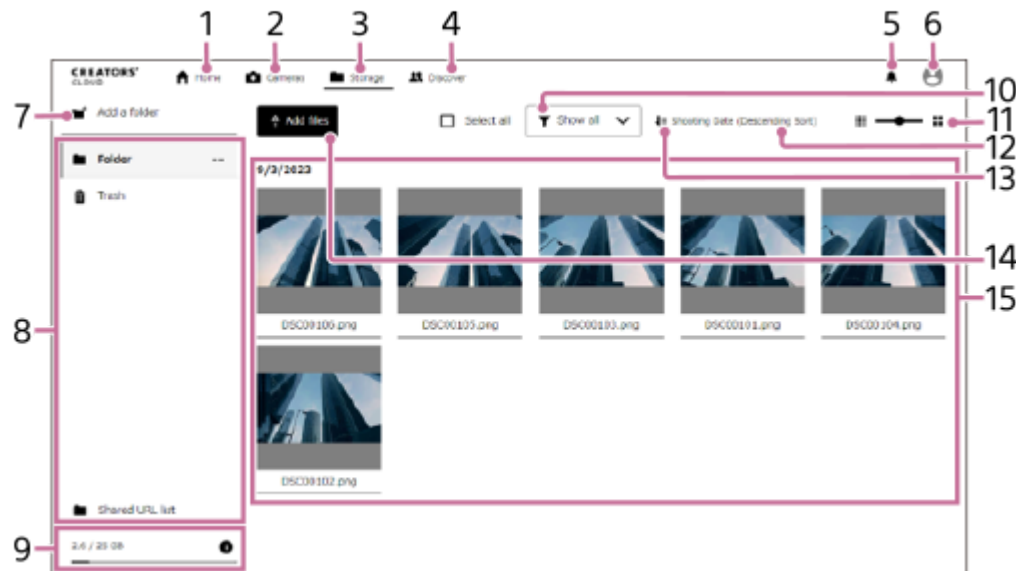 1 2 3 4 5 6
CREATORS' Home Cameras Storage Discover
CLOUD
7 Add a folder Add files Select all Show all Shooting Date (Descending Sort) 10
11
12
13
Folder ...
9/3/2023
Trash
14
15
8 DSC00106.png DSC00105.png DSC00103.png DSC00101.png DSC00104.png
DSC00102.png
Shared URL list
9 2.6 / 25 GB